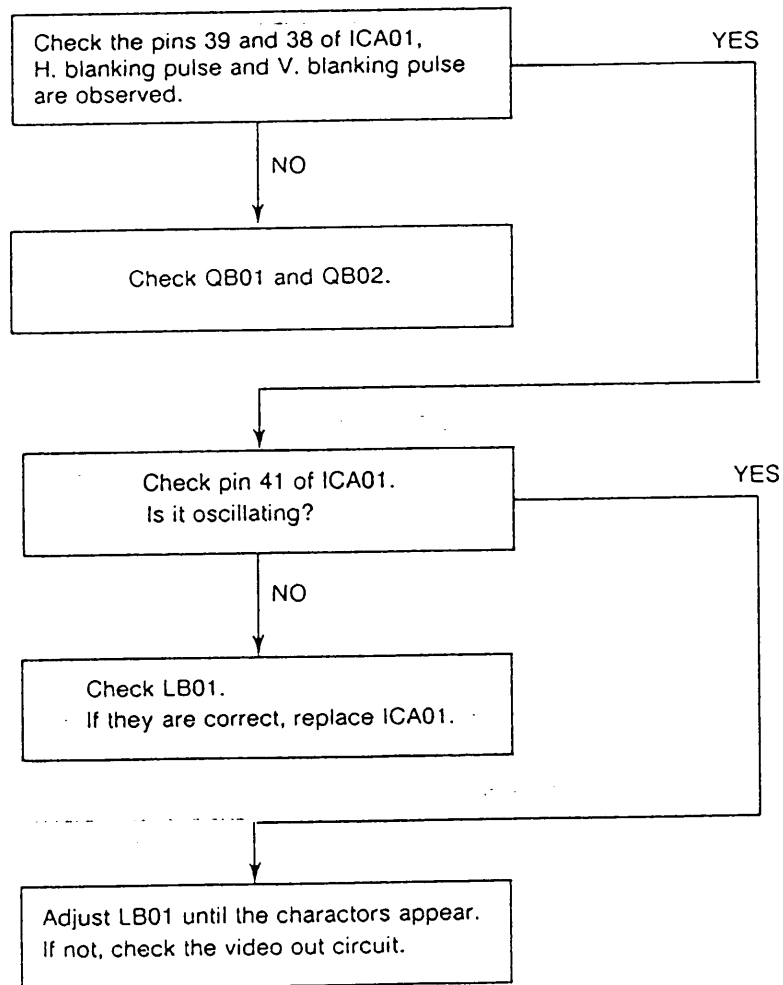 Check the pins 39 and 38 of ICA01,
H. blanking pulse and V. blanking pulse
are observed.
YES
NO
Check QB01 and QB02.
Check pin 41 of ICA01.
Is it oscillating?
YES
NO
Check LB01.
If they are correct, replace ICA01.
Adjust LB01 until the charactors appear.
If not, check the video out circuit.